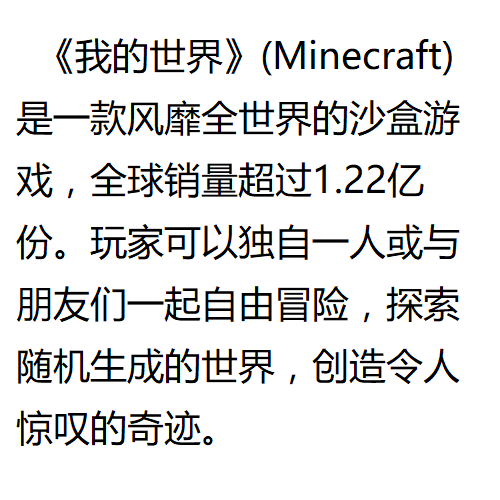 《我的世界》(Minecraft)
是一款风靡全世界的沙盒游
戏，全球销量超过1.22亿
份。玩家可以独自一人或与
朋友们一起自由冒险，探索
随机生成的世界，创造令人
惊叹的奇迹。